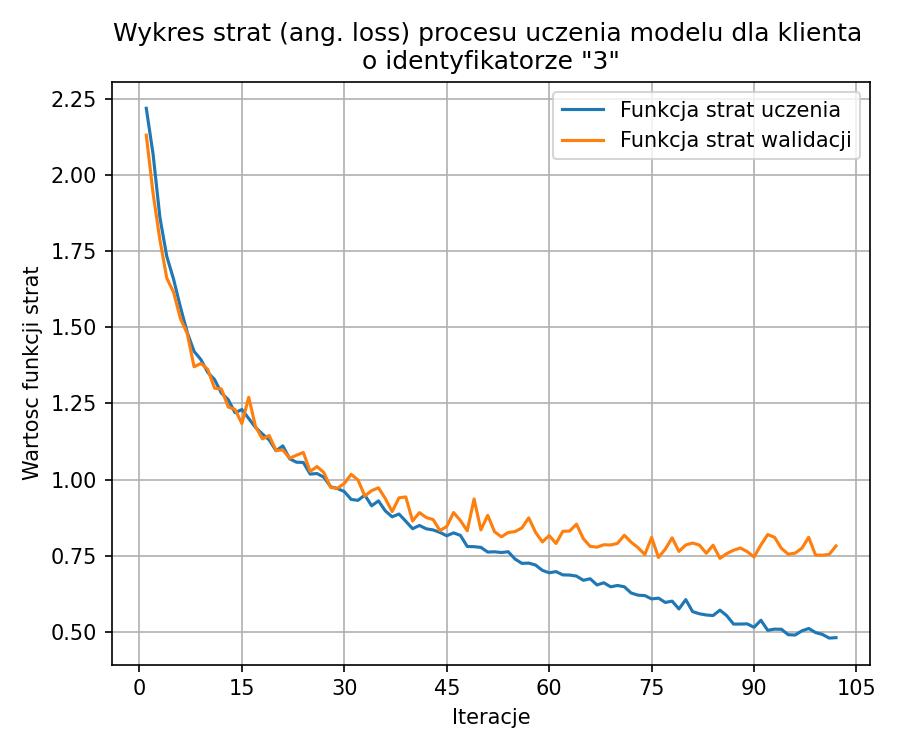 Wykres strat (ang. loss) procesu uczenia modelu dla klienta
o identyfikatorze "3"
Funkcja strat uczenia
Funkcja strat walidacji
Wartosc funkcji strat
2.25
2.00
1.75
1.50
1.25
1.00
0.75
0.50
0 15 30 45 60 75 90 105
Iteracje